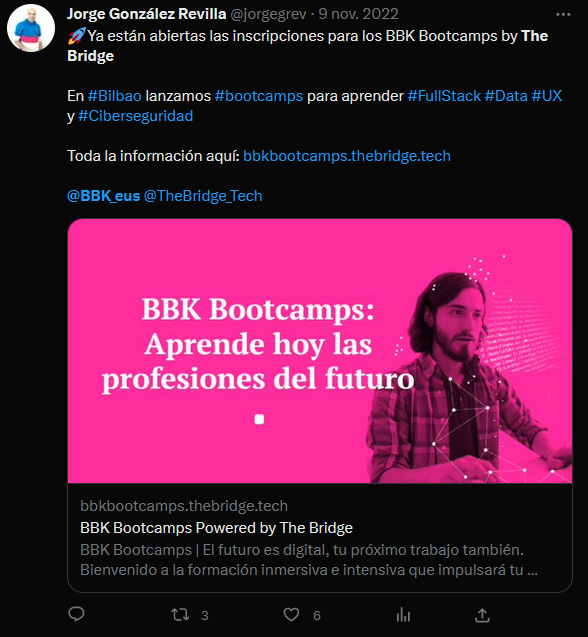 Jorge González Revilla @jorgegrev · 9 nov. 2022
🚀Ya están abiertas las inscripciones para los BBK Bootcamps by The
Bridge
En #Bilbao lanzamos #bootcamps para aprender #FullStack #Data #UX
y #Ciberseguridad
Toda la información aquí: bbkbootcamps.thebridge.tech
@BBK_eus @TheBridge_Tech
BBK Bootcamps:
Aprende hoy las
profesiones del futuro
bbkbootcamps.thebridge.tech
BBK Bootcamps Powered by The Bridge
BBK Bootcamps | El futuro es digital, tu próximo trabajo también.
Bienvenido a la formación inmersiva e intensiva que impulsará tu ...
3 6